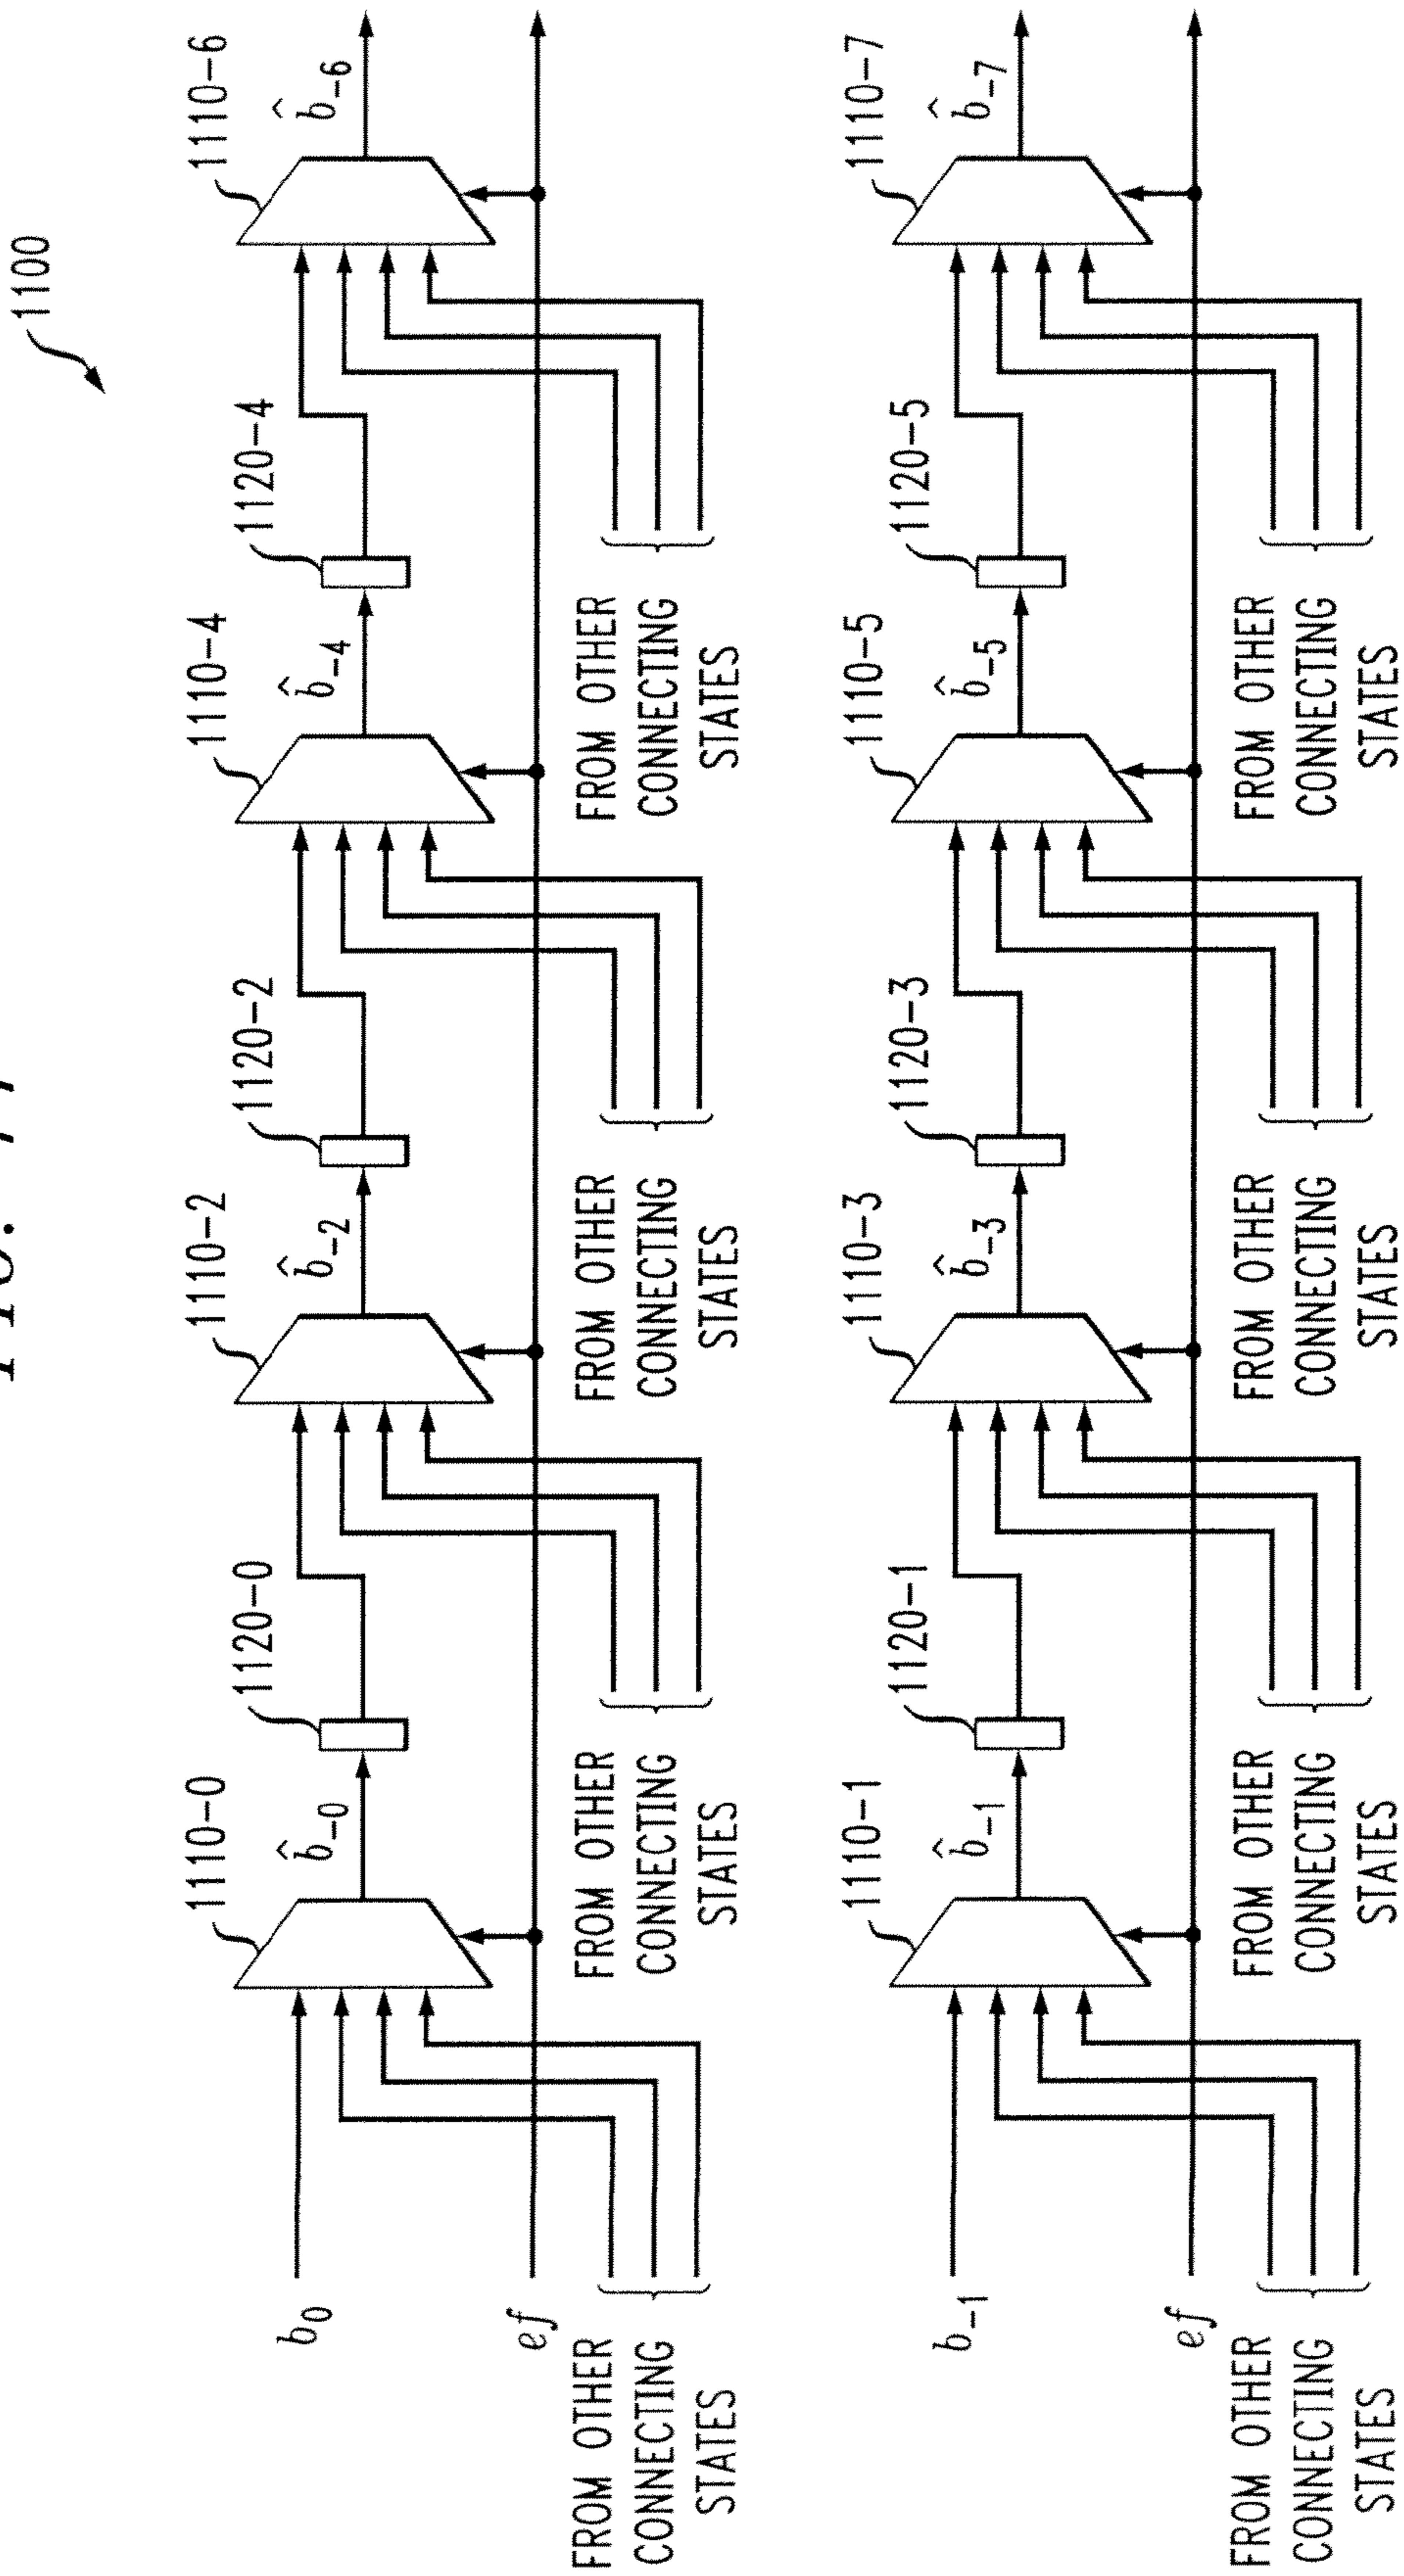 1100
1110-0
1120-0
1110-2
1120-2
1110-4
1120-4
1110-6
b̂₋₀
b̂₋₂
b̂₋₄
b̂₋₆
b₀
ef
FROM OTHER
CONNECTING
STATES
FROM OTHER
CONNECTING
STATES
FROM OTHER
CONNECTING
STATES
FROM OTHER
CONNECTING
STATES
1110-1
1120-1
1110-3
1120-3
1110-5
1120-5
1110-7
b̂₋₁
b̂₋₃
b̂₋₅
b̂₋₇
b₋₁
ef
FROM OTHER
CONNECTING
STATES
FROM OTHER
CONNECTING
STATES
FROM OTHER
CONNECTING
STATES
FROM OTHER
CONNECTING
STATES